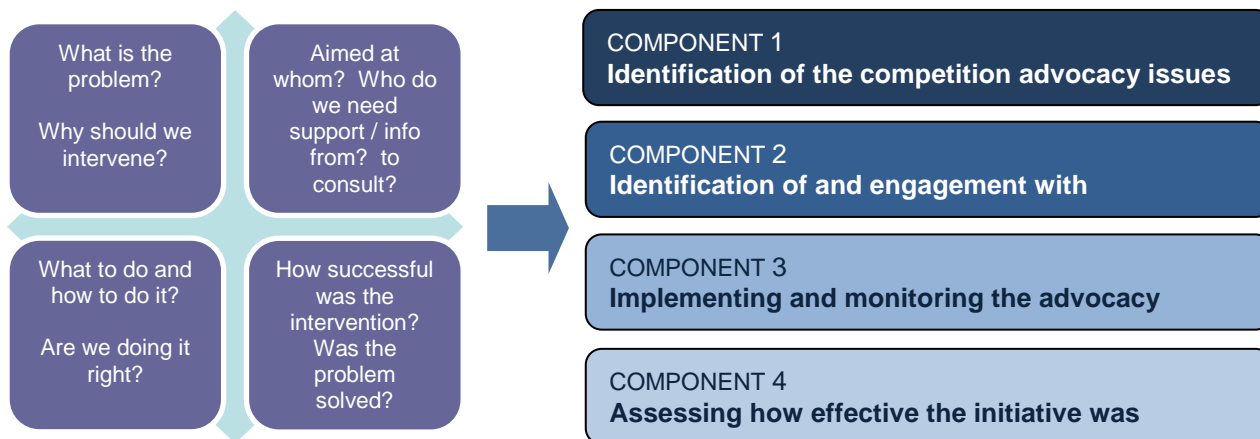 What is the
problem?
Why should we
intervene?
Aimed at
whom?  Who do
we need
support / info
from?  to
consult?
What to do and
how to do it?
Are we doing it
right?
How successful
was the
intervention?
Was the
problem
solved?
COMPONENT 1
Identification of the competition advocacy issues
COMPONENT 2
Identification of and engagement with
COMPONENT 3
Implementing and monitoring the advocacy
COMPONENT 4
Assessing how effective the initiative was